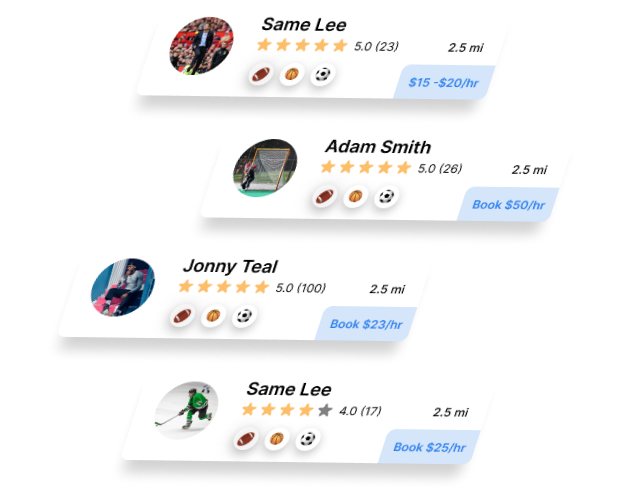 Same Lee
5.0 (23)
2.5 mi
$15 -$20/hr
Adam Smith
5.0 (26)
2.5 mi
Book $50/hr
Jonny Teal
5.0 (100)
2.5 mi
Book $23/hr
Same Lee
4.0 (17)
2.5 mi
Book $25/hr